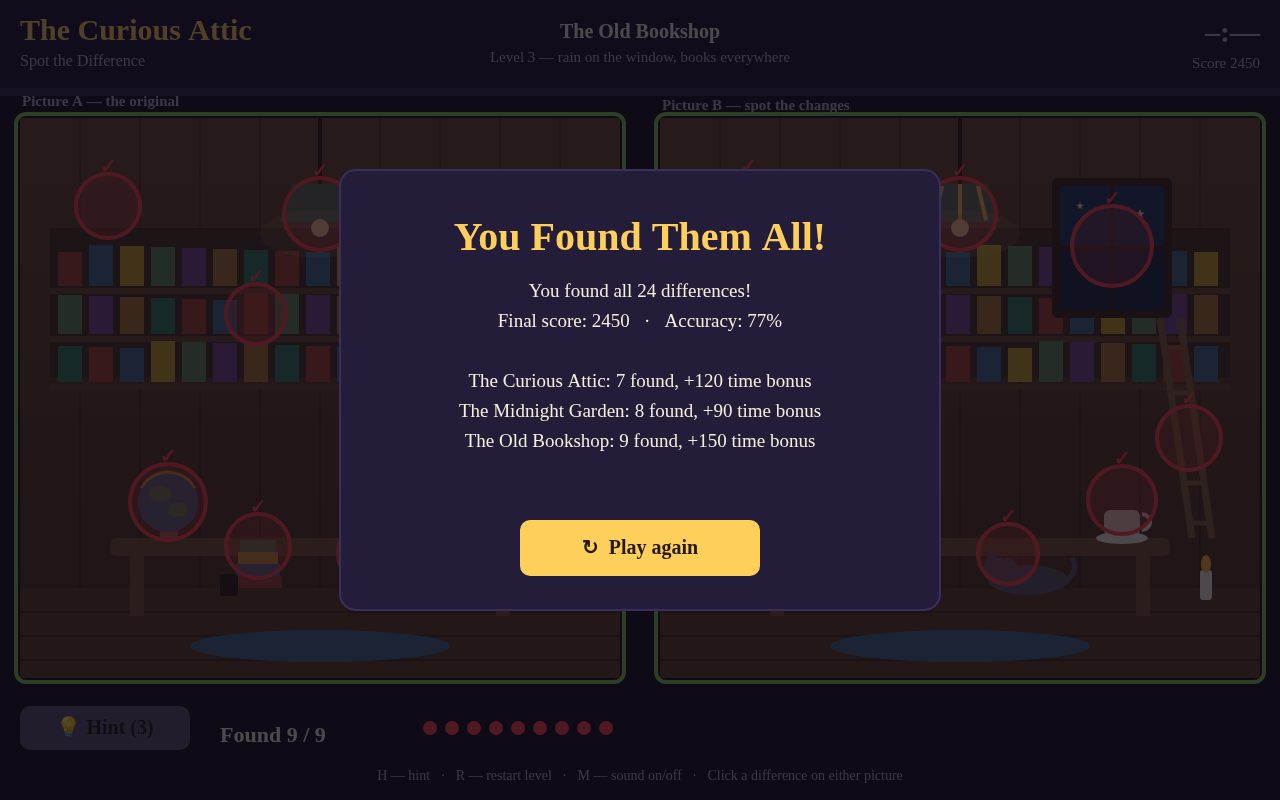 The Curious Attic
Spot the Difference
The Old Bookshop
Level 3 — rain on the window, books everywhere
—:——
Score 2450
Picture A — the original
Picture B — spot the changes
You Found Them All!
You found all 24 differences!
Final score: 2450 · Accuracy: 77%
The Curious Attic: 7 found, +120 time bonus
The Midnight Garden: 8 found, +90 time bonus
The Old Bookshop: 9 found, +150 time bonus
↻ Play again
💡 Hint (3)
Found 9 / 9
H — hint · R — restart level · M — sound on/off · Click a difference on either picture